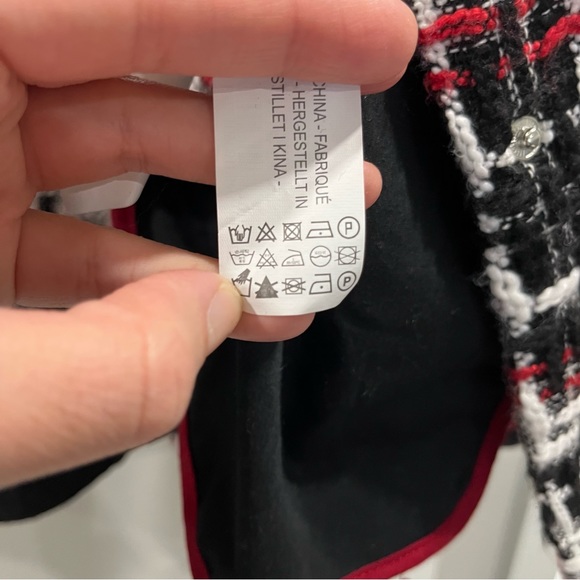 CHINA - FABRIQUÉ
- HERGESTELLT IN
STILLET I KINA -
P